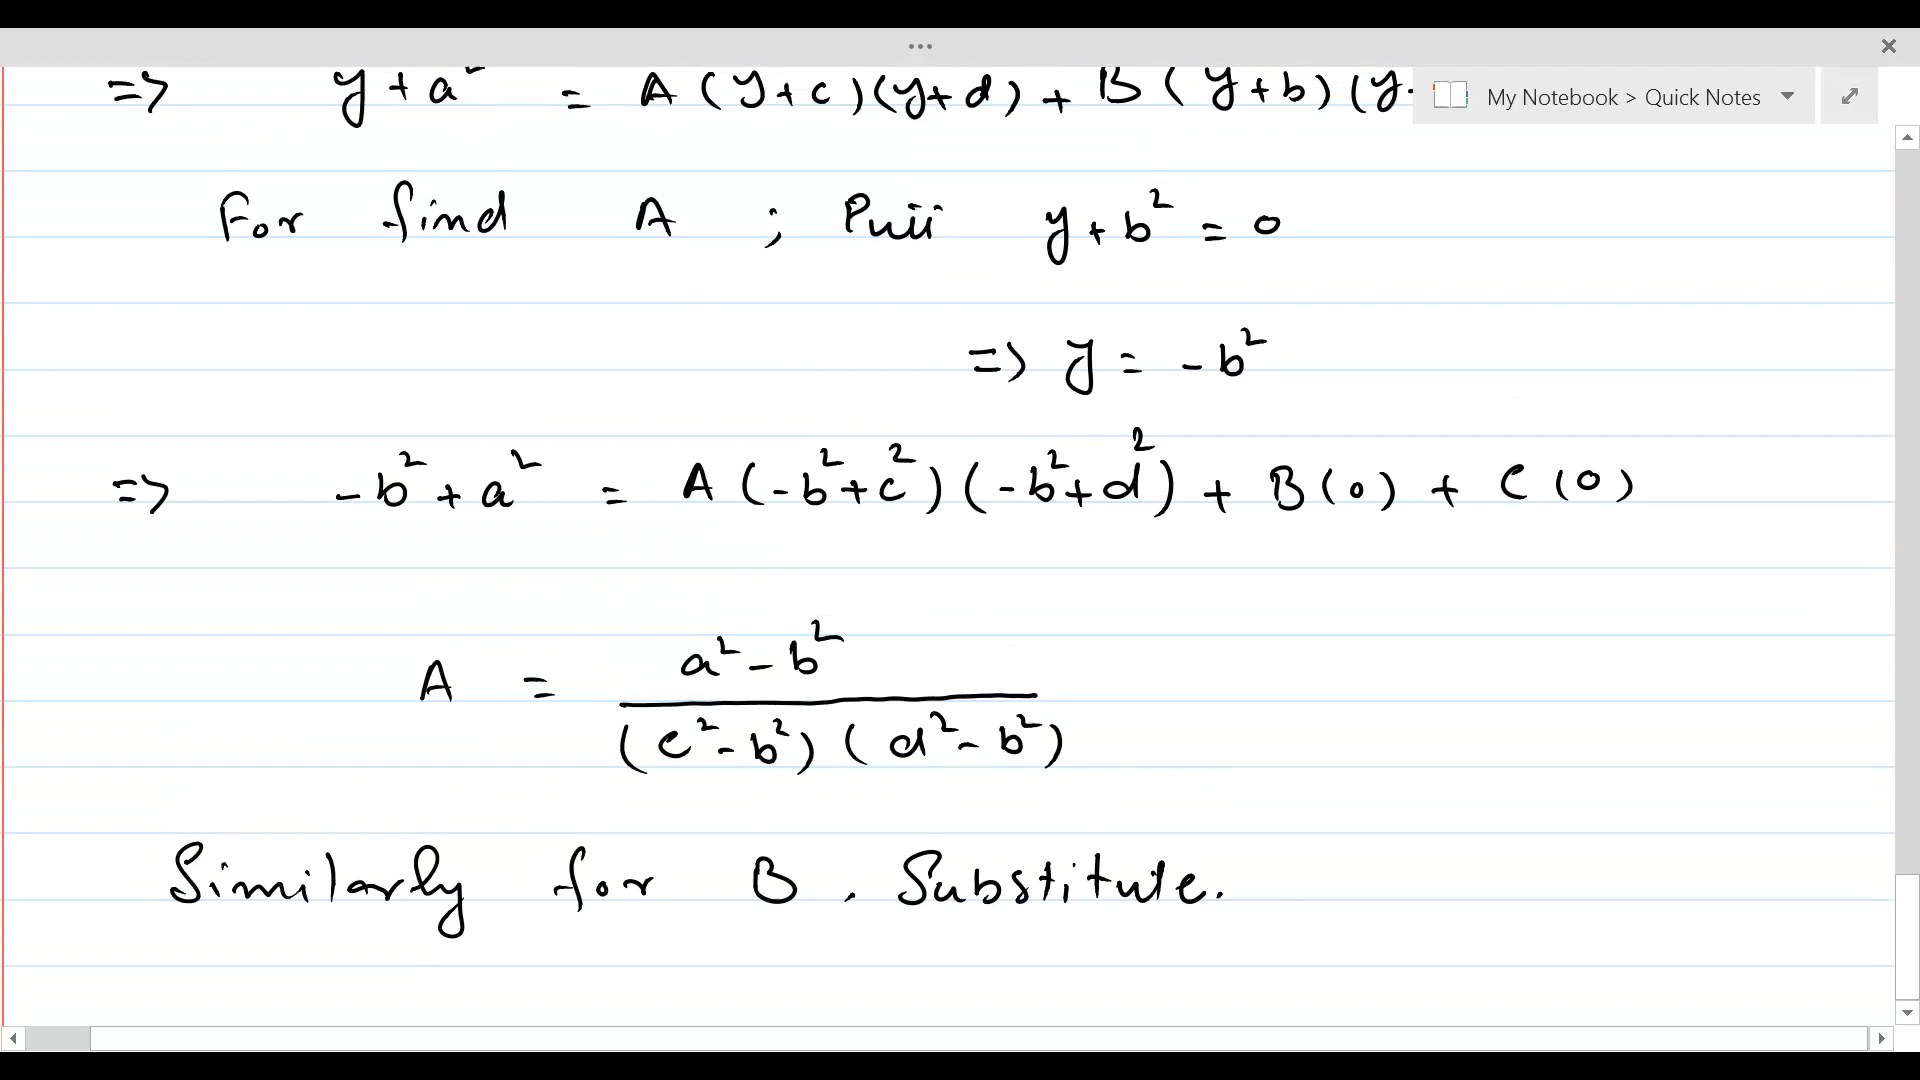 ...
=> y + a² = A (y+c)(y+d) + B (y+b)(y
My Notebook > Quick Notes
For find A ; y + b² = 0
=> y = -b²
=> -b² + a² = A (-b²+c²)(-b²+d²) + B(0) + C(0)
A = a² - b² / (c² - b²)(d² - b²)
Similarly for B. Substitute.